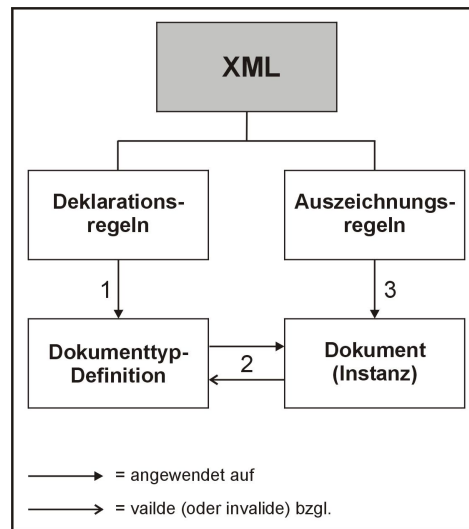 XML
Deklarations-
regeln
Auszeichnungs-
regeln
1
3
Dokumenttyp-
Definition
2
Dokument
(Instanz)
= angewendet auf
= vailde (oder invalide) bzgl.